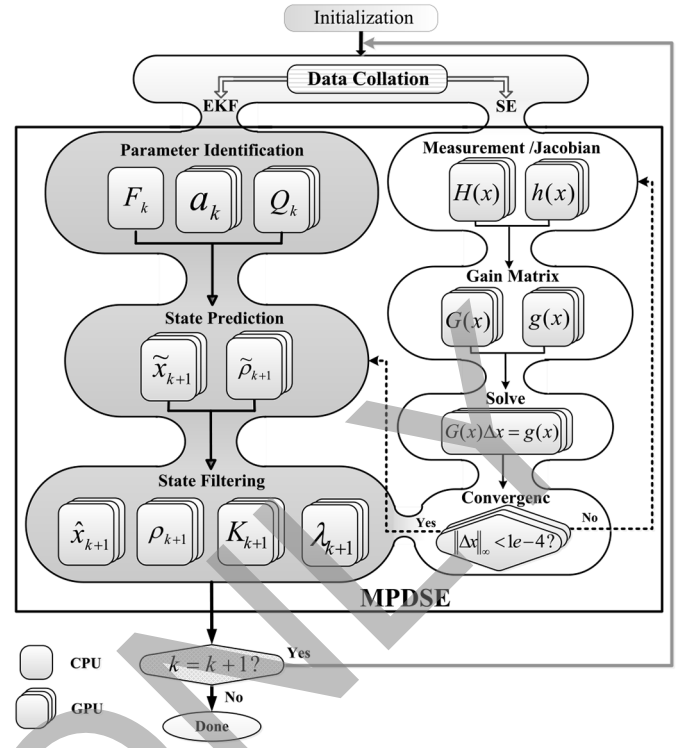 Initialization
Data Collation
EKF
SE
Parameter Identification
F_k
a_k
Q_k
Measurement /Jacobian
H(x)
h(x)
Gain Matrix
G(x)
g(x)
State Prediction
x̃_{k+1}
ρ̃_{k+1}
Solve
G(x)Δx = g(x)
State Filtering
x̂_{k+1}
ρ_{k+1}
K_{k+1}
λ_{k+1}
Convergenc
‖Δx‖_∞ <1e−4?
Yes
No
MPDSE
k = k +1?
Yes
No
Done
CPU
GPU
ONLY